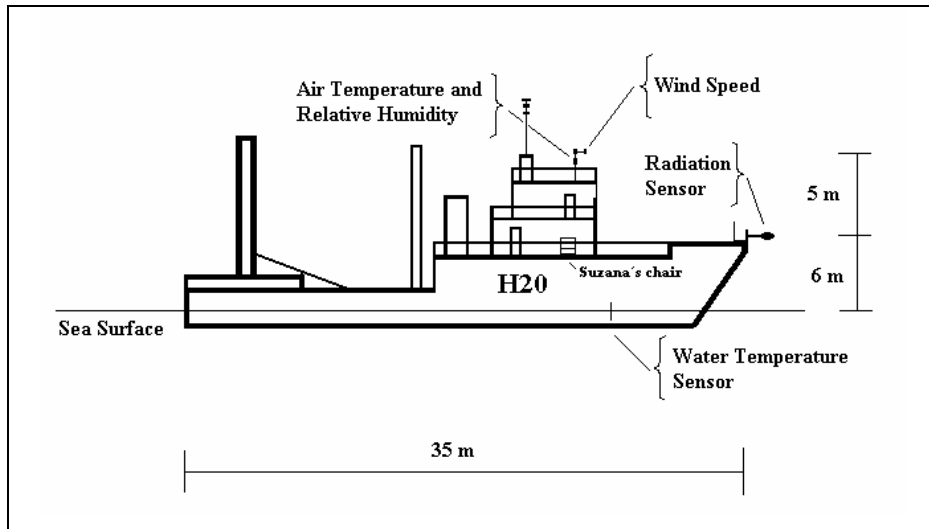 Air Temperature and
Relative Humidity
Wind Speed
Radiation
Sensor
5 m
Suzana´s chair
H20
6 m
Sea Surface
Water Temperature
Sensor
35 m